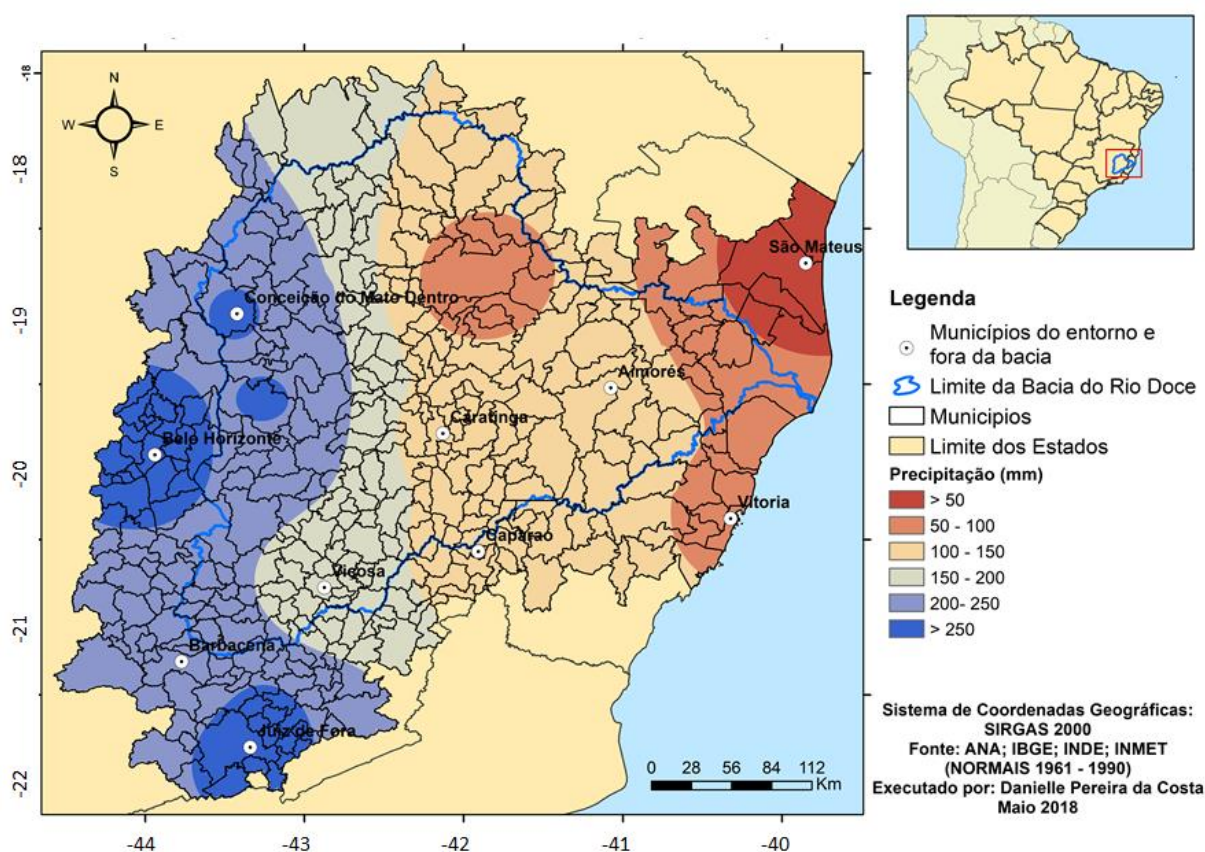 N
W
E
S
-18
-18
-19
-20
-21
-22
-44
-43
-42
-41
-40
São Mateus
Conceição do Mato Dentro
Aimorés
Caratinga
Belo Horizonte
Vitoria
Caparaó
Viçosa
Barbacena
Juiz de Fora
0 28 56 84 112
Km
Legenda
Municípios do entorno e
fora da bacia
Limite da Bacia do Rio Doce
Municipios
Limite dos Estados
Precipitação (mm)
> 50
50 - 100
100 - 150
150 - 200
200- 250
> 250
Sistema de Coordenadas Geográficas:
SIRGAS 2000
Fonte: ANA; IBGE; INDE; INMET
(NORMAIS 1961 - 1990)
Executado por: Danielle Pereira da Costa
Maio 2018